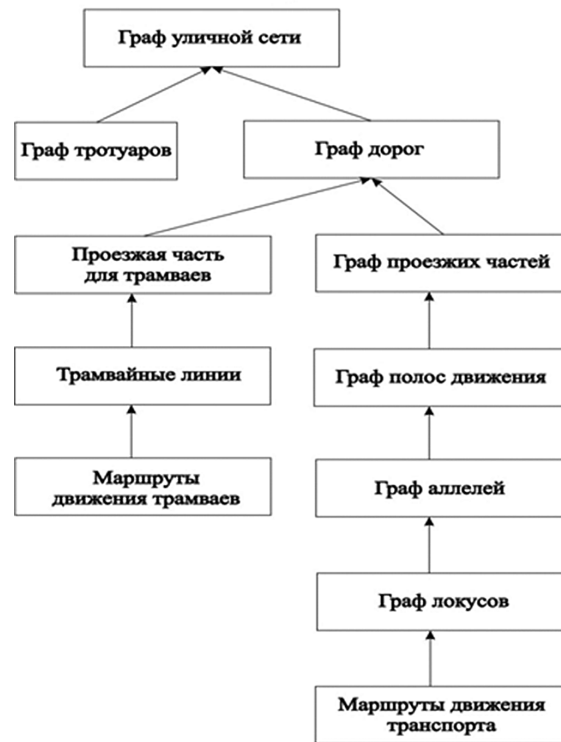 Граф уличной сети
Граф тротуаров
Граф дорог
Проезжая часть
для трамваев
Граф проезжих частей
Трамвайные линии
Граф полос движения
Маршруты
движения трамваев
Граф аллелей
Граф локусов
Маршруты движения
транспорта